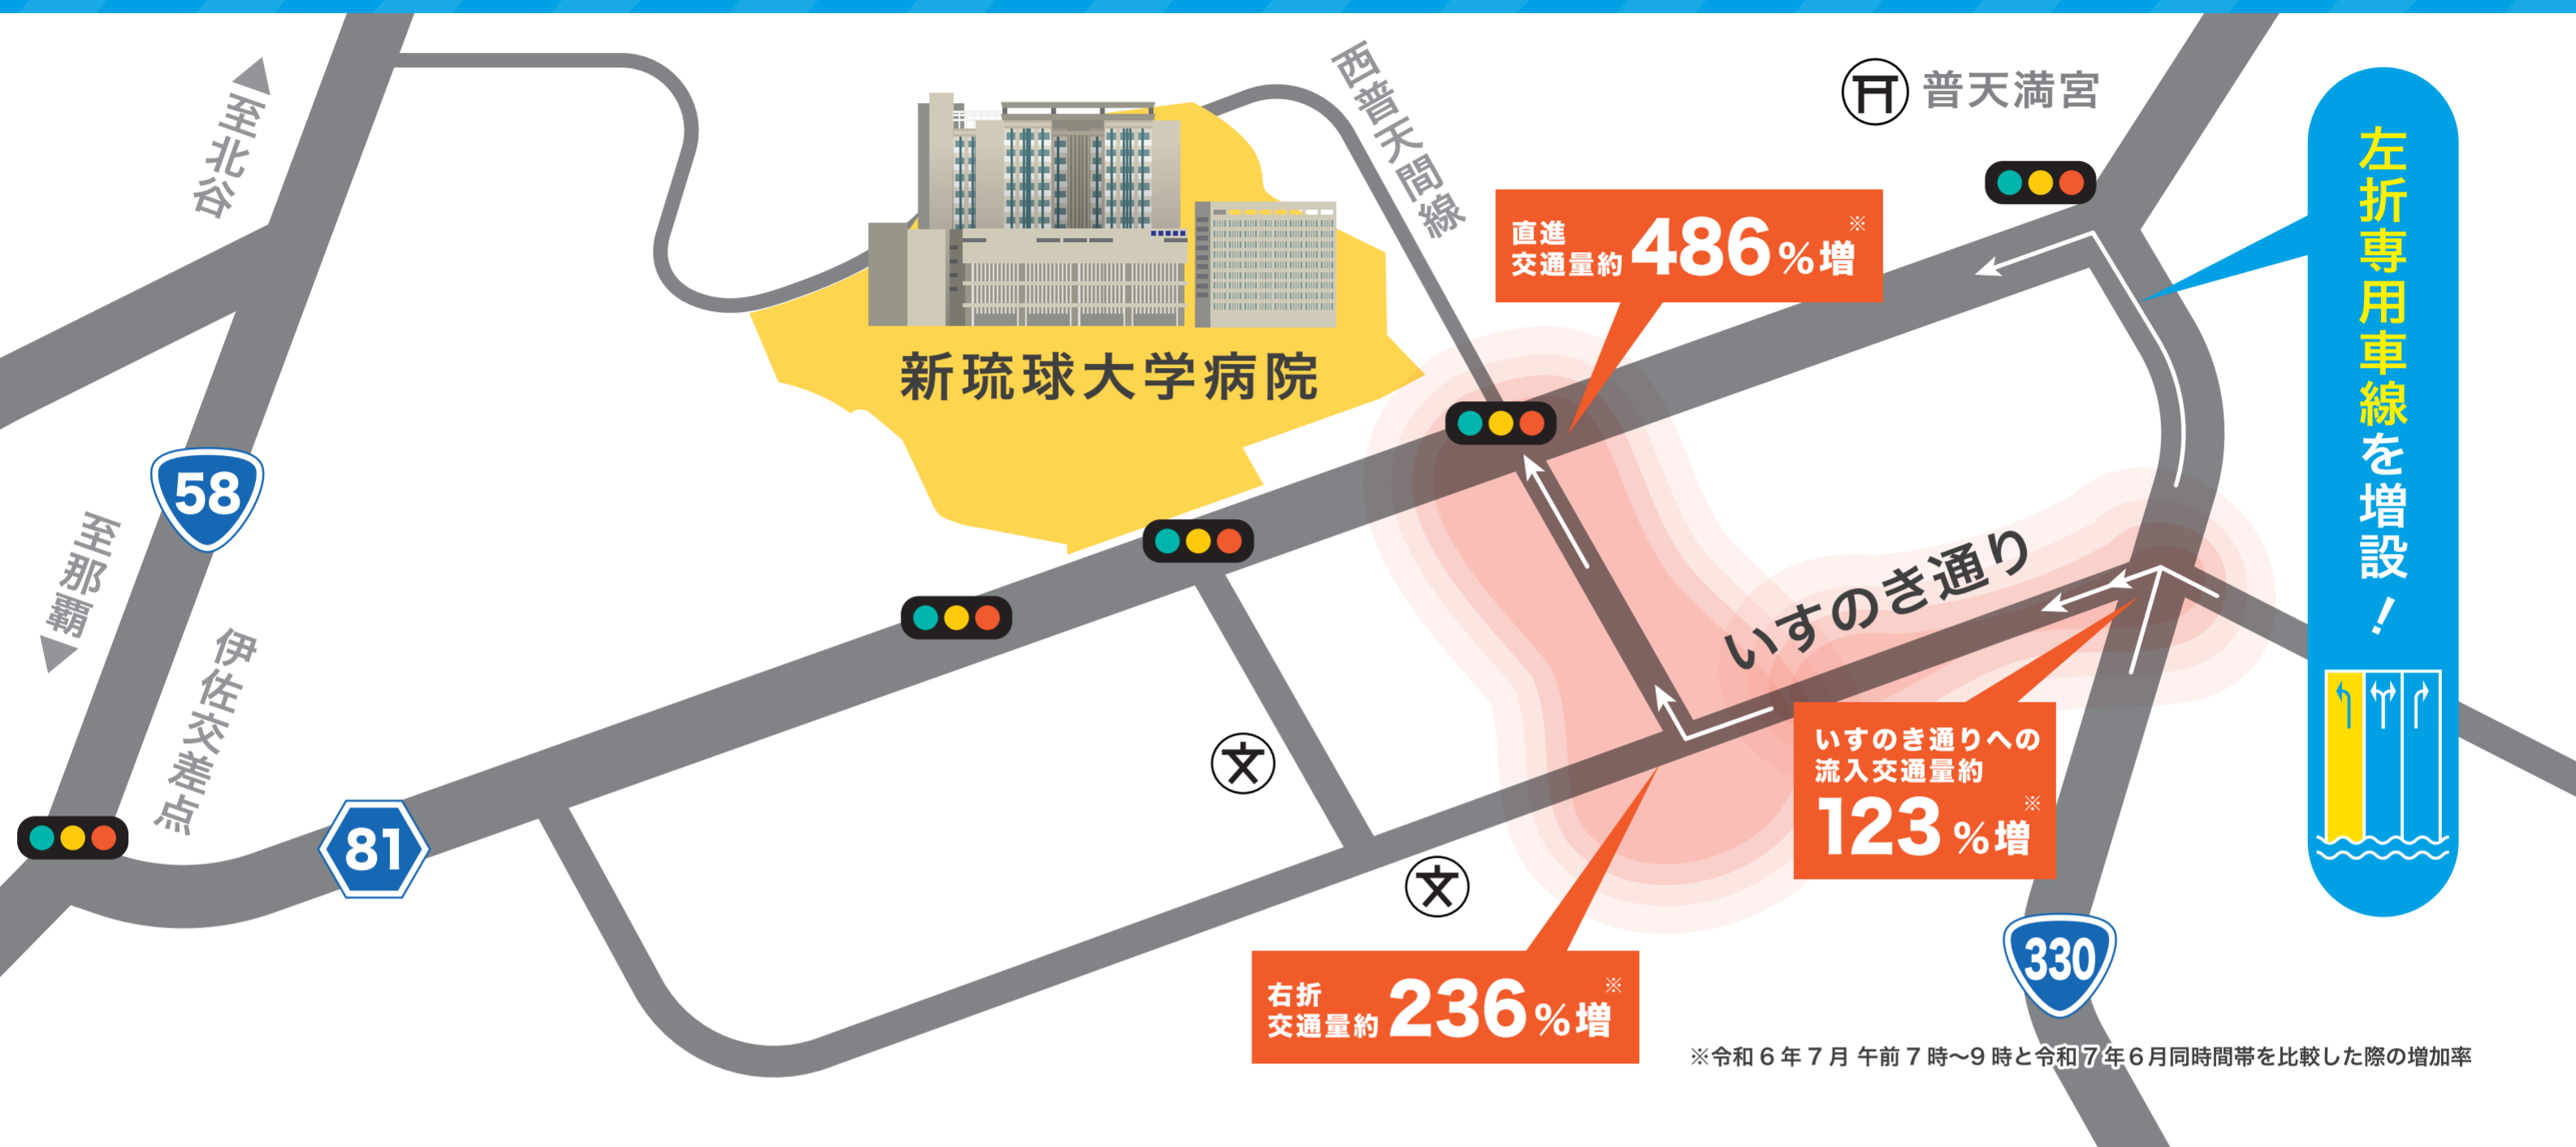 至北谷
西普天間線
普天満宮
左折専用車線を増設！
直進
交通量約486%増※
新琉球大学病院
58
至那覇
伊佐交差点
いすのき通り
文
いすのき通りへの
流入交通量約
123%増※
81
文
330
右折
交通量約236%増※
※令和6年7月 午前7時〜9時と令和7年6月同時間帯を比較した際の増加率